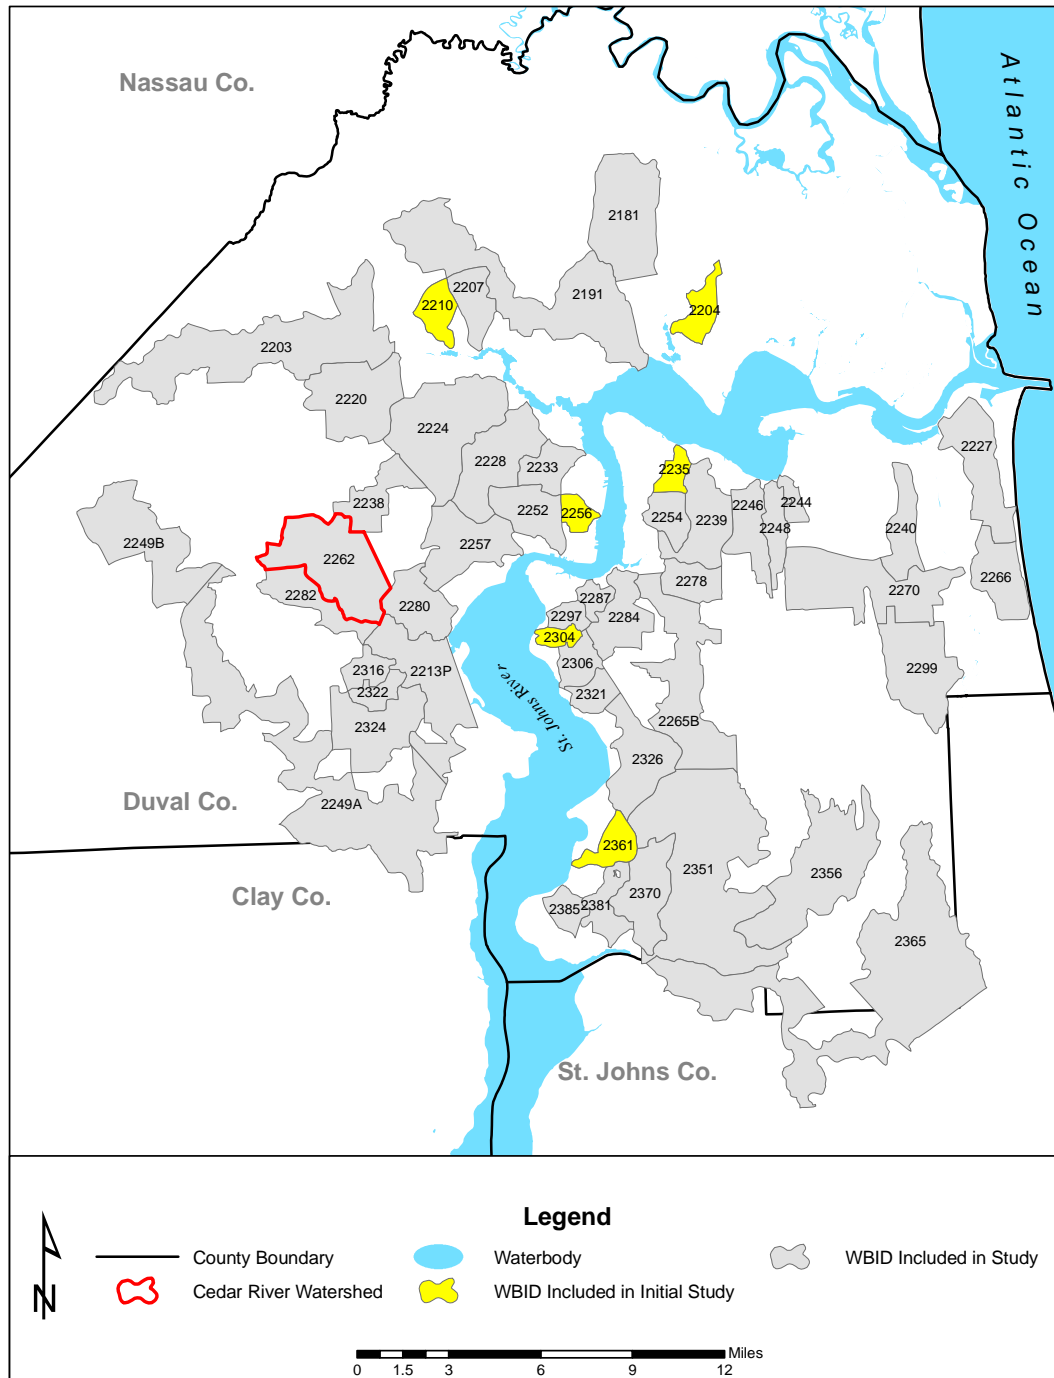 Nassau Co.
Atlantic Ocean
2181
2207
2191
2210
2204
2203
2220
2224
2227
2228
2233
2235
2238
2252
2256
2254
2239
2246
2244
2248
2240
2249B
2257
2262
2266
2278
2270
2282
2280
2287
2284
2297
2304
2306
2299
2316
2213P
2322
2321
St. Johns River
2324
2265B
2326
2249A
Duval Co.
2361
2351
2356
Clay Co.
2385
2381
2370
2365
St. Johns Co.
Legend
County Boundary
Waterbody
WBID Included in Study
Cedar River Watershed
WBID Included in Initial Study
N
Miles
0 1.5 3 6 9 12